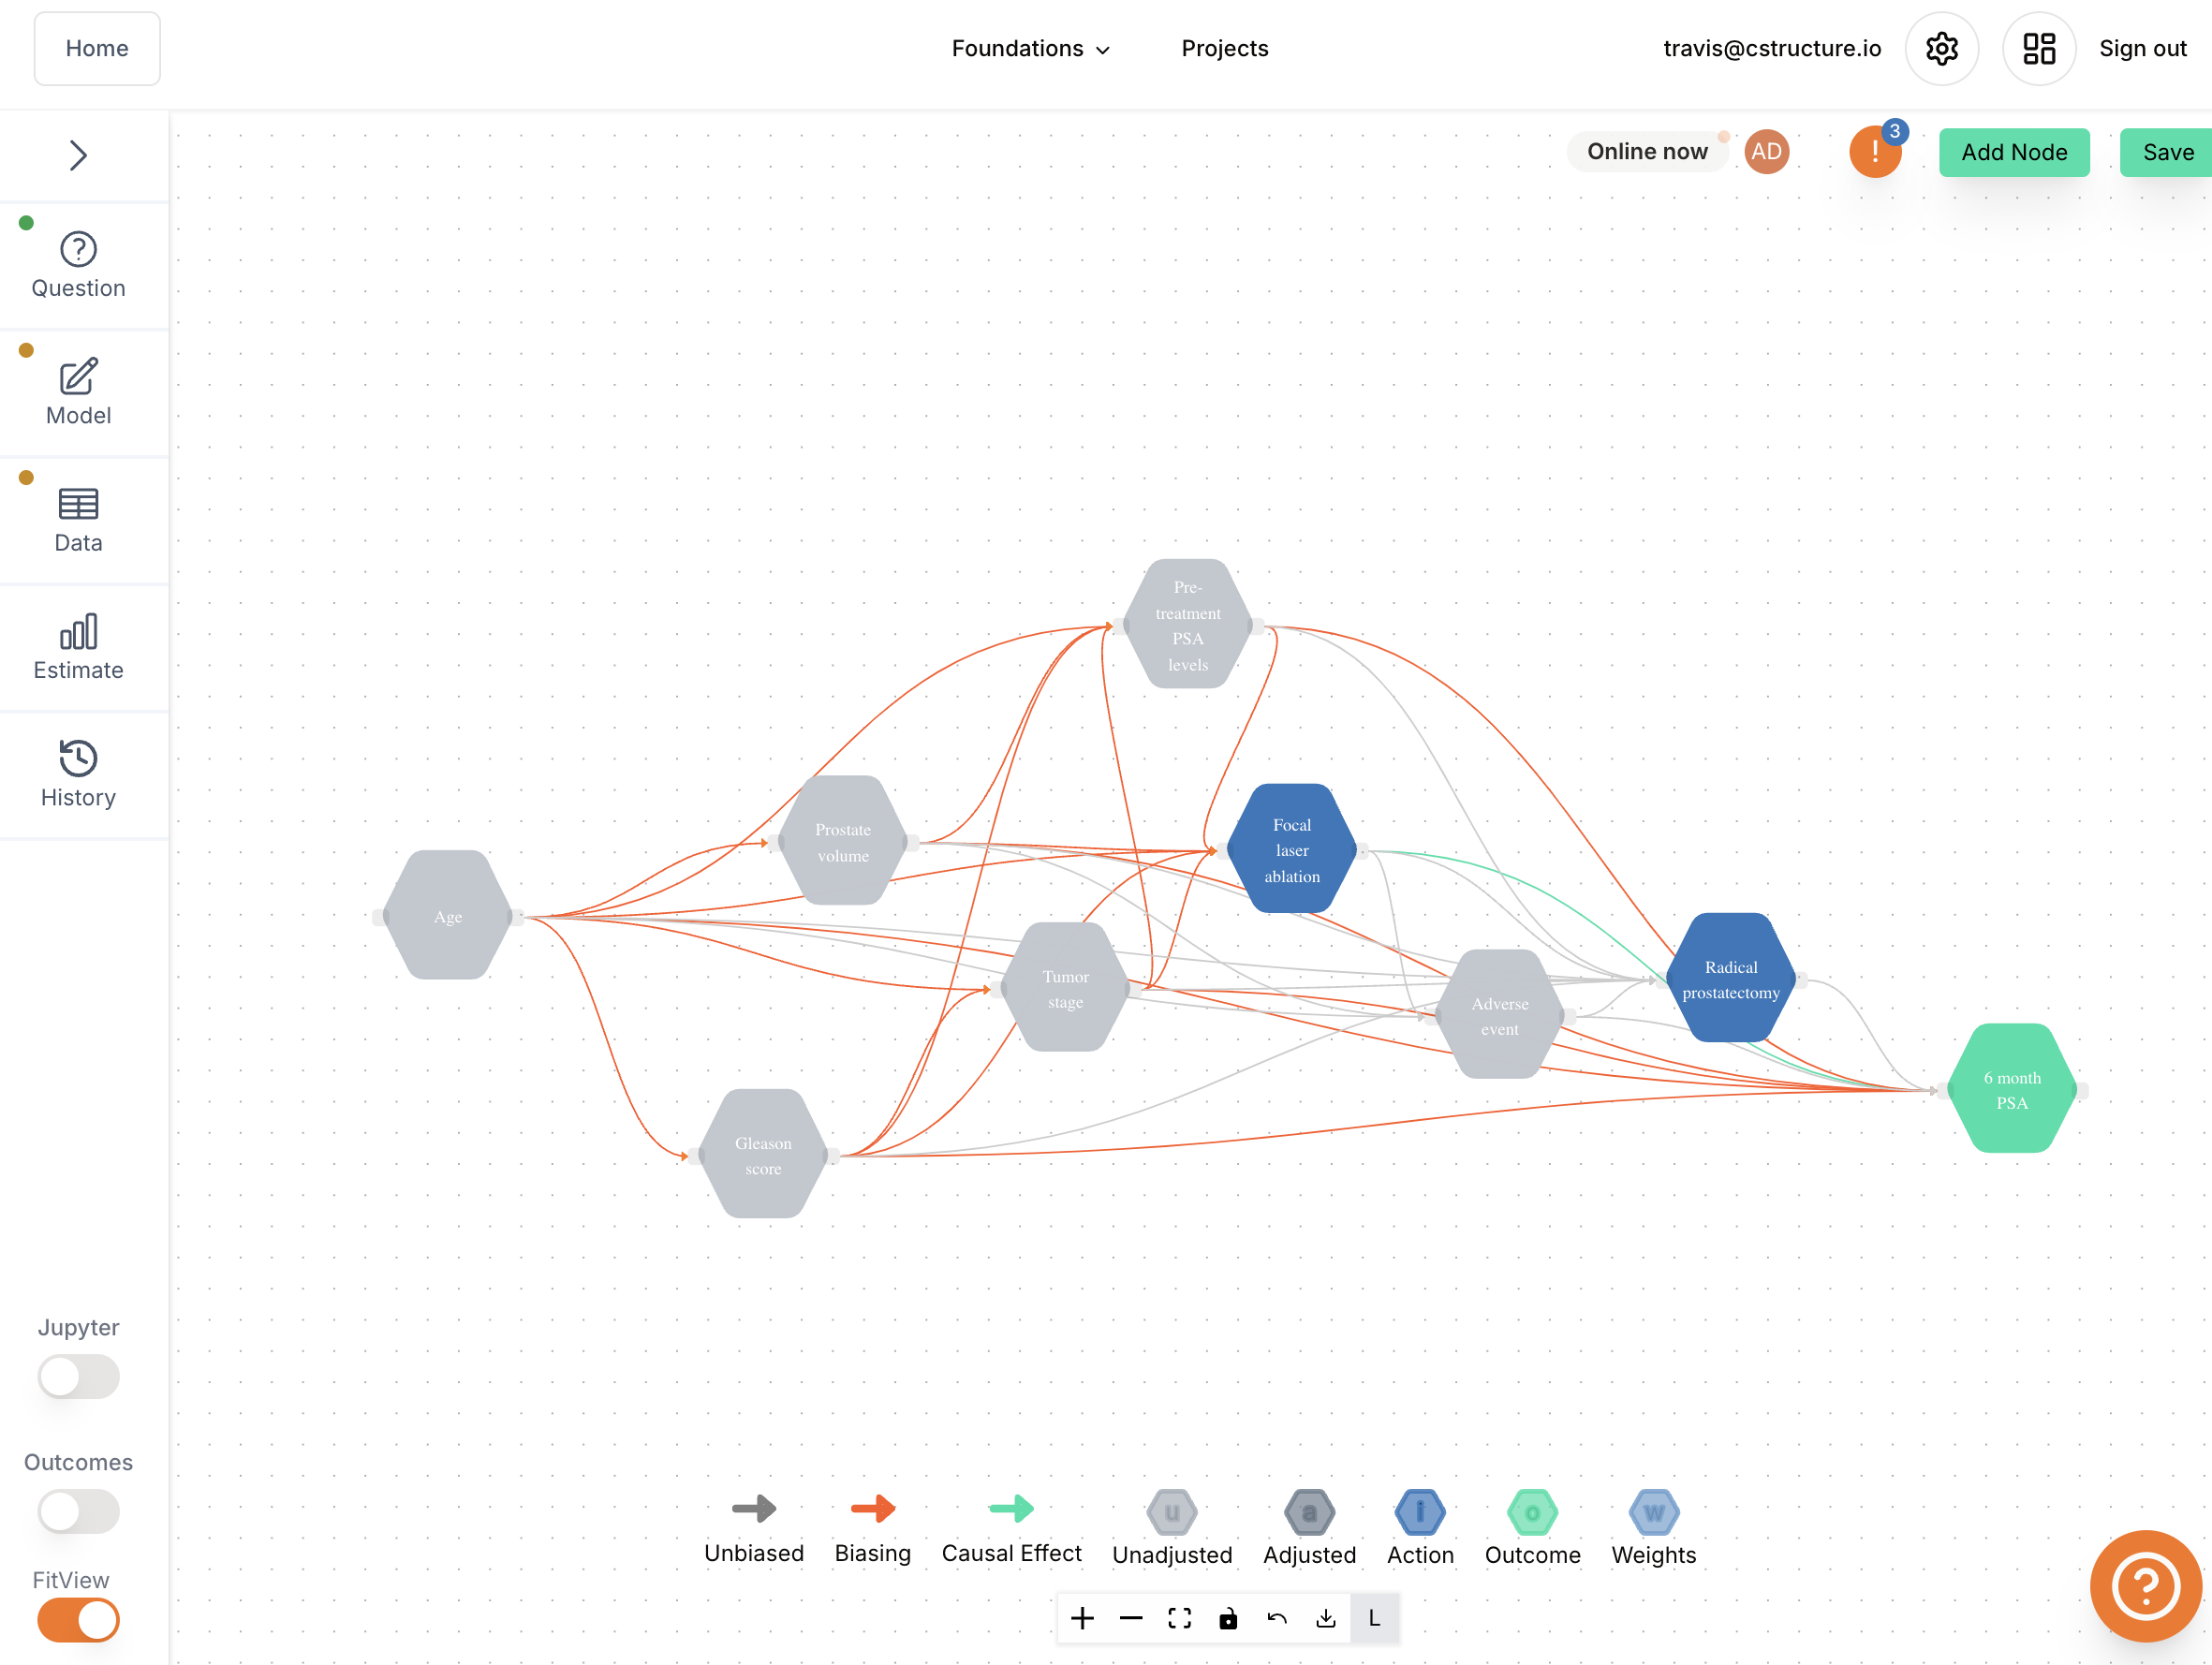 Home
Foundations
Projects
travis@cstructure.io
Sign out
Online now
AD
!
3
Add Node
Save
?
Question
Model
Data
Estimate
History
Pre-
treatment
PSA
levels
Prostate
volume
Focal
laser
ablation
Age
Tumor
stage
Radical
prostatectomy
Adverse
event
6 month
PSA
Gleason
score
Jupyter
Outcomes
FitView
u
a
i
o
w
Unbiased
Biasing
Causal Effect
Unadjusted
Adjusted
Action
Outcome
Weights
L
?